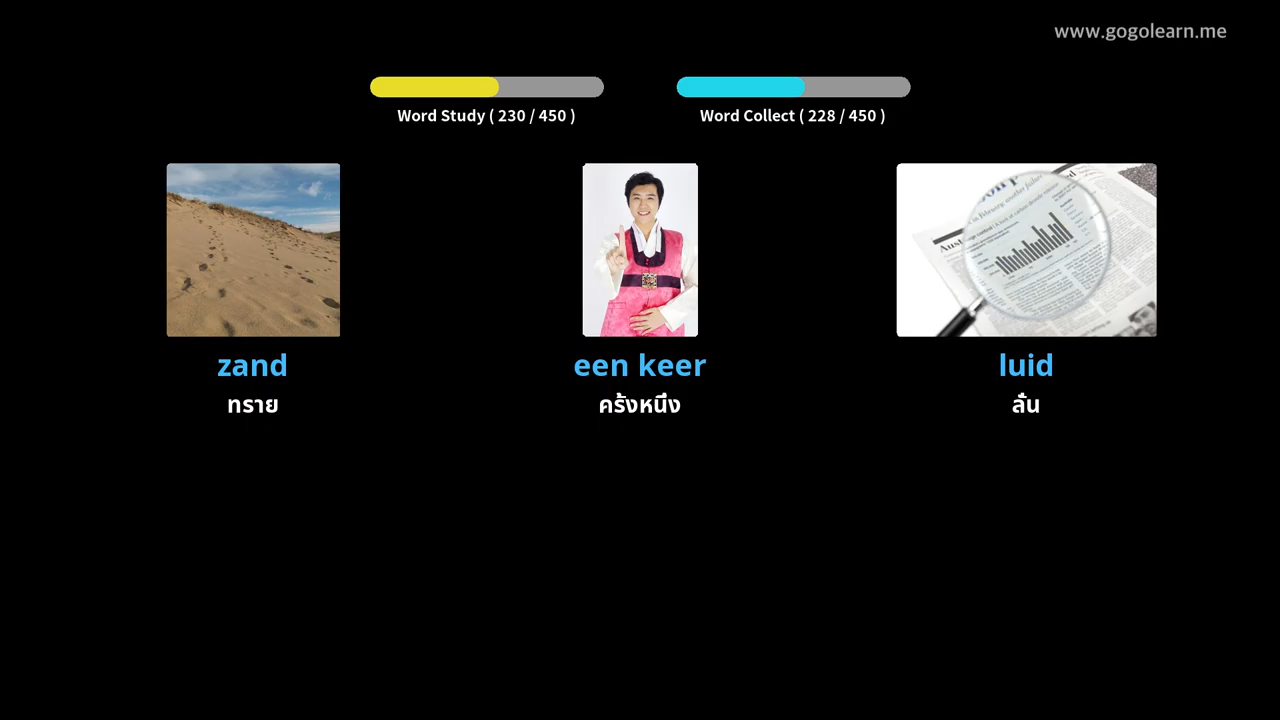 www.gogolearn.me
Word Study ( 230 / 450 )
Word Collect ( 228 / 450 )
zand
een keer
luid
ทราย
ครั้งหนึ่ง
ลั่น